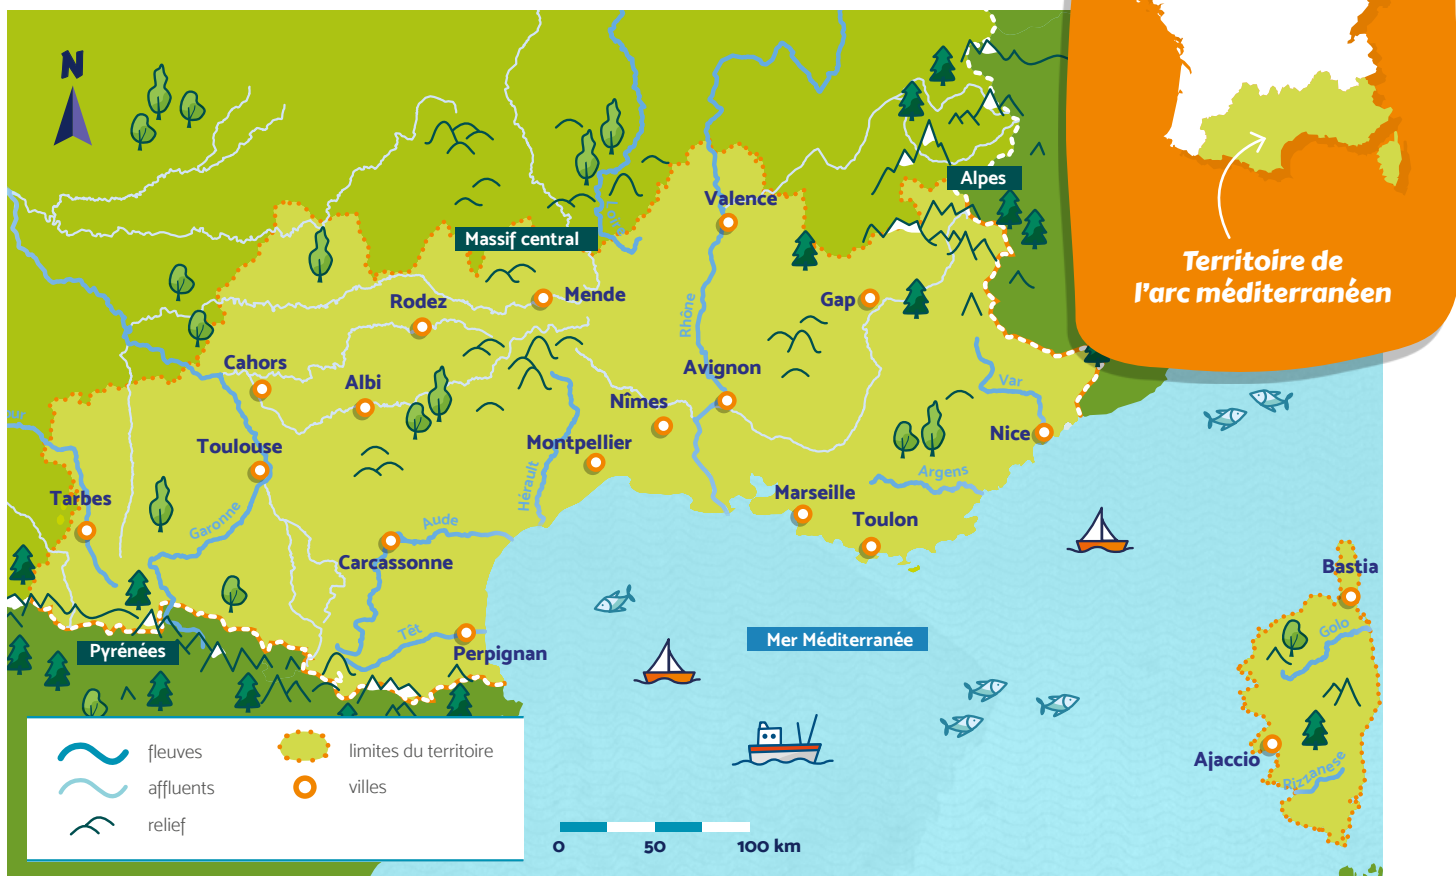 N
Alpes
Territoire de
l'arc méditerranéen
Loire
Valence
Massif central
Mende
Rodez
Gap
Rhône
Cahors
Albi
Avignon
Var
Nîmes
Nice
Toulouse
Montpellier
Argens
Tarbes
Marseille
Hérault
Garonne
Aude
Toulon
Carcassonne
Bastia
Têt
Golo
Pyrénées
Perpignan
Mer Méditerranée
Ajaccio
Rizzanese
fleuves
limites du territoire
affluents
villes
relief
0 50 100 km